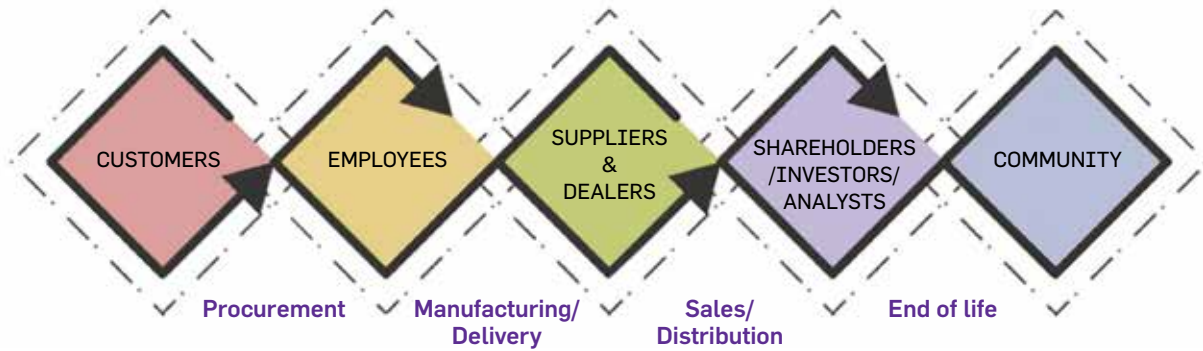 CUSTOMERS
EMPLOYEES
SUPPLIERS
&
DEALERS
SHAREHOLDERS
/INVESTORS/
ANALYSTS
COMMUNITY
Procurement
Manufacturing/
Delivery
Sales/
Distribution
End of life